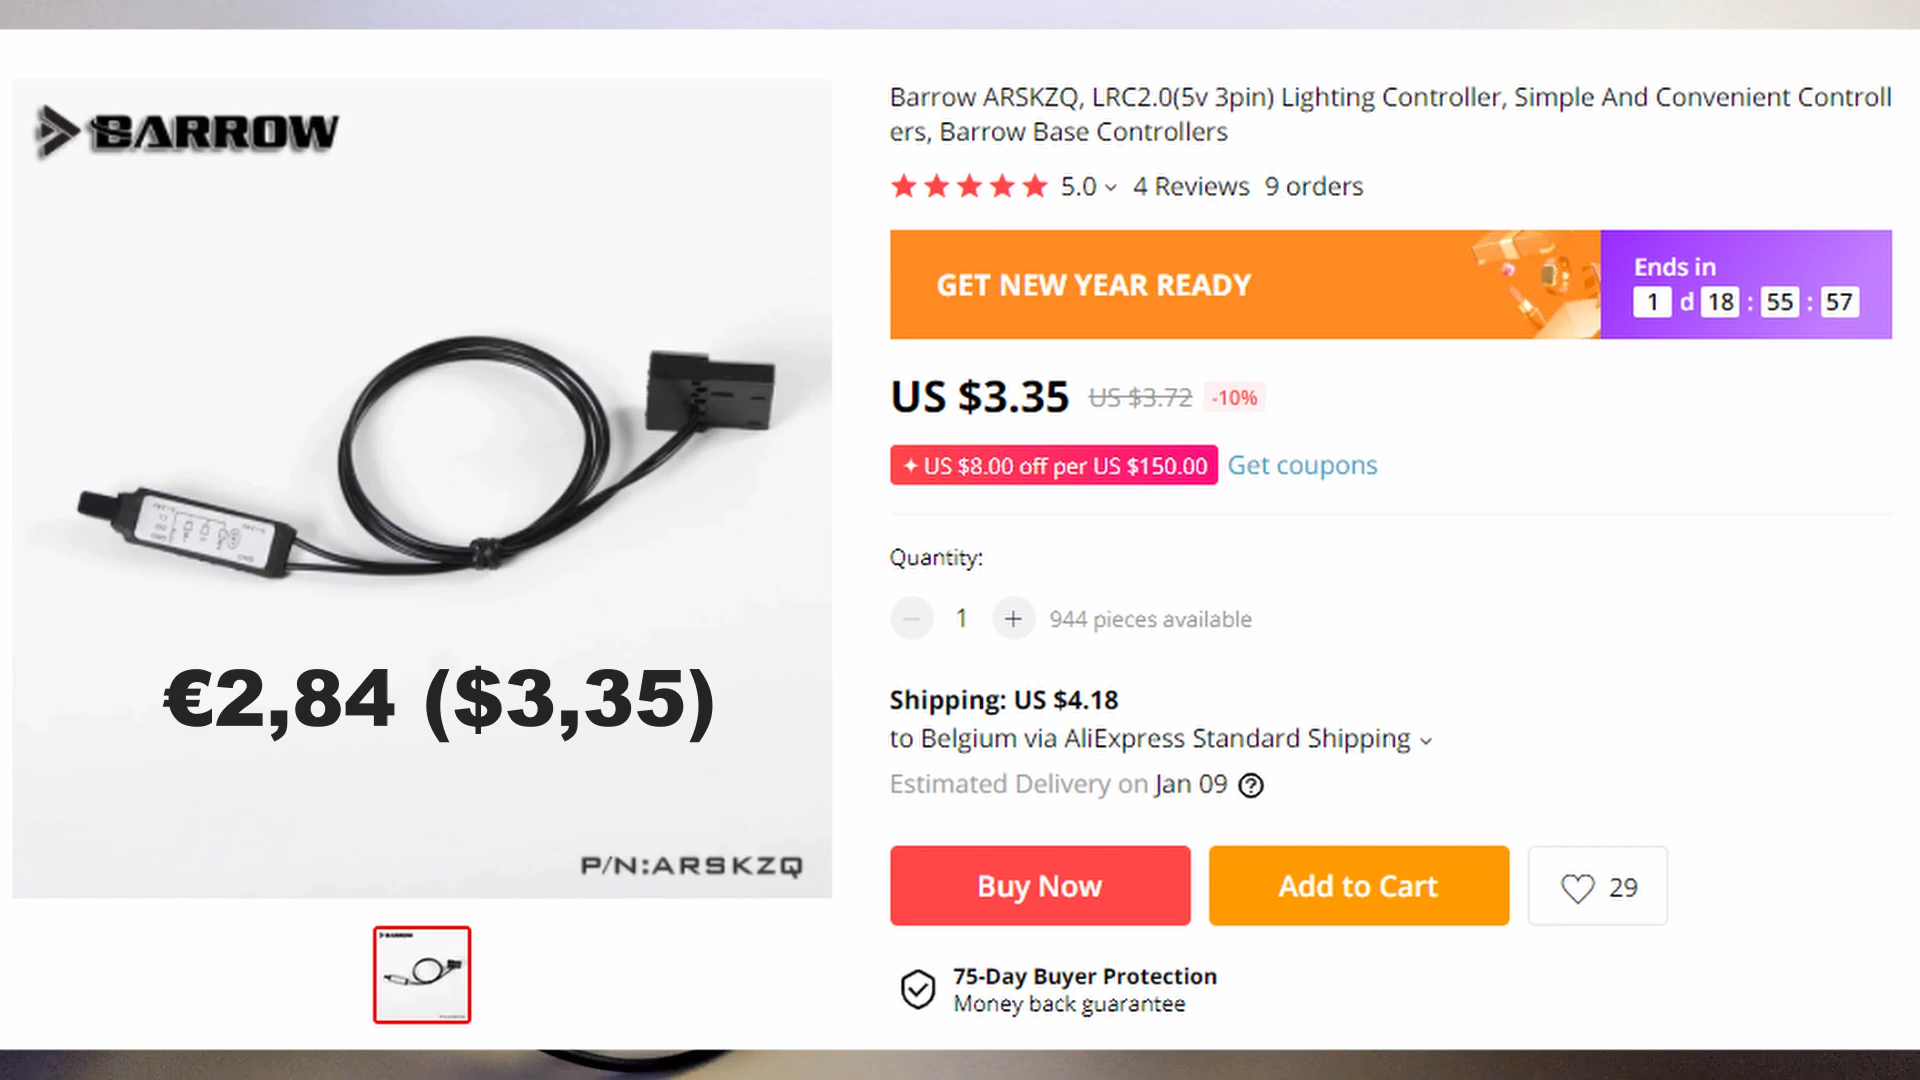 BARROW
€2,84 ($3,35)
P/N:ARSKZQ
BARROW
Barrow ARSKZQ, LRC2.0(5v 3pin) Lighting Controller, Simple And Convenient Controll
ers, Barrow Base Controllers
5.0 4 Reviews 9 orders
GET NEW YEAR READY
Ends in
1 d 18 : 55 : 57
US $3.35 US $3.72 -10%
US $8.00 off per US $150.00 Get coupons
Quantity:
1 944 pieces available
Shipping: US $4.18
to Belgium via AliExpress Standard Shipping
Estimated Delivery on Jan 09
Buy Now Add to Cart 29
75-Day Buyer Protection
Money back guarantee